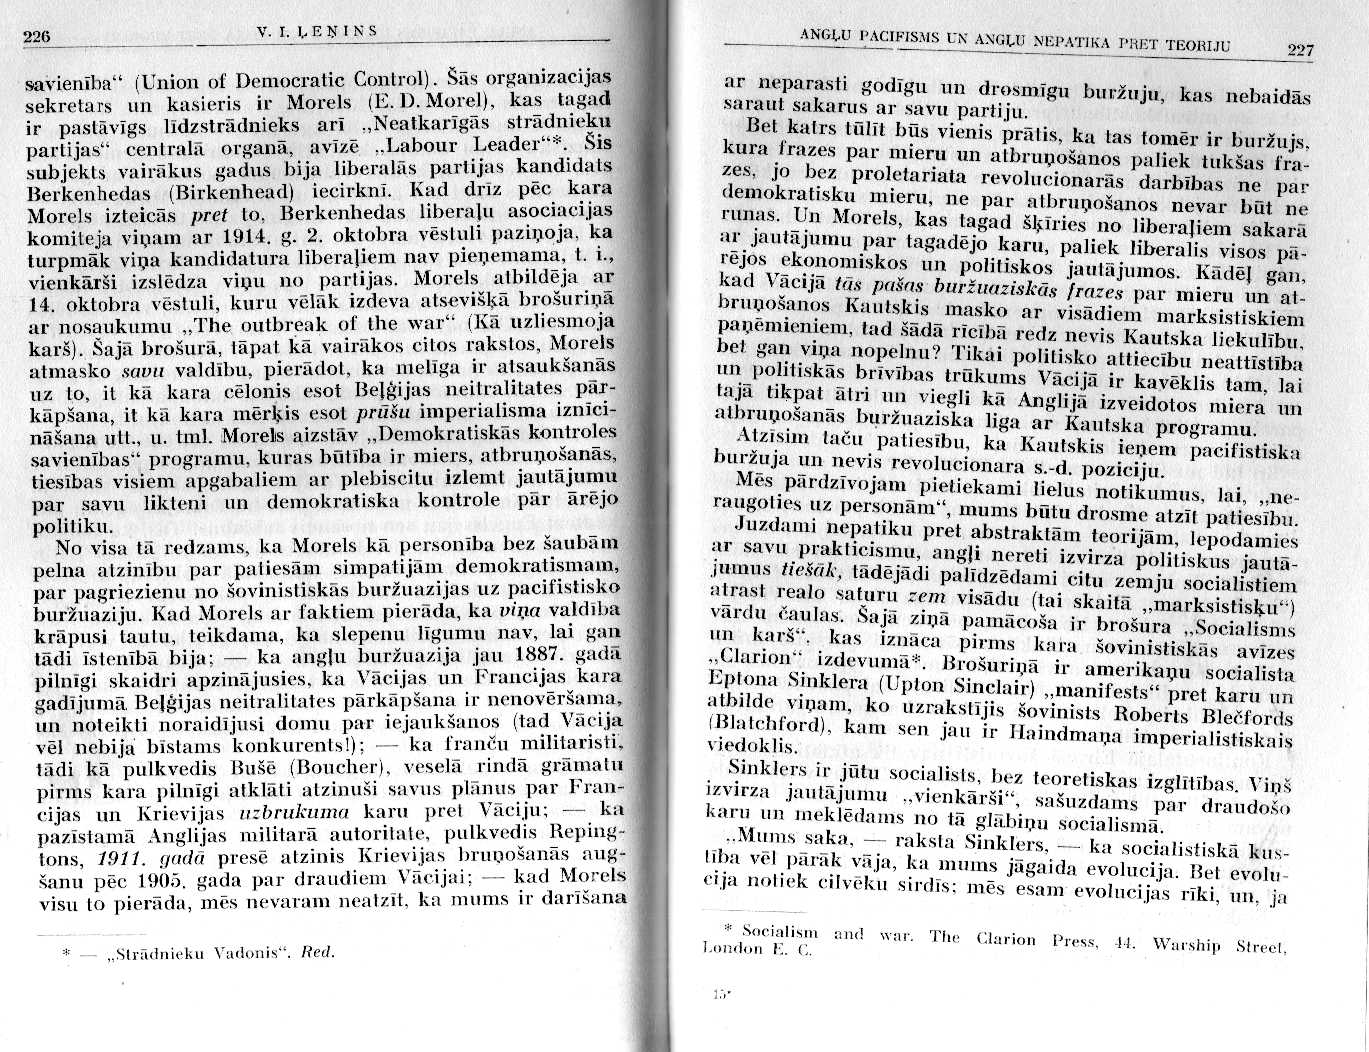 226
V. I. ĻEŅINS
savienība“ (Union of Democratic Control). Šās organizacijas
sekretars un kasieris ir Morels (E. D. Morel), kas tagad
ir pastāvīgs līdzstrādnieks arī „Neatkarīgās strādnieku
partijas“ centralā organā, avīzē „Labour Leader“*. Šis
subjekts vairākus gadus bija liberalās partijas kandidats
Berkenhedas (Birkenhead) iecirknī. Kad drīz pēc kara
Morels izteicās pret to, Berkenhedas liberaļu asociacijas
komiteja viņam ar 1914. g. 2. oktobra vēstuli paziņoja, ka
turpmāk viņa kandidatura liberaļiem nav pieņemama, t. i.,
vienkārši izslēdza viņu no partijas. Morels atbildēja ar
14. oktobra vēstuli, kuru vēlāk izdeva atsevišķā brošuriņā
ar nosaukumu „The outbreak of the war“ (Kā uzliesmoja
karš). Šajā brošurā, tāpat kā vairākos citos rakstos, Morels
atmasko savu valdību, pierādot, ka melīga ir atsaukšanās
uz to, it kā kara cēlonis esot Beļģijas neitralitates pār-
kāpšana, it kā kara mērķis esot prūšu imperialisma iznīci-
nāšana utt., u. tml. Morels aizstāv „Demokratiskās kontroles
savienības“ programu, kuras būtība ir miers, atbruņošanās,
tiesības visiem apgabaliem ar plebiscitu izlemt jautājumu
par savu likteni un demokratiska kontrole pār ārējo
politiku.
No visa tā redzams, ka Morels kā personība bez šaubām
pelna atzinību par patiesām simpatijām demokratismam,
par pagriezienu no šovinistiskās buržuazijas uz pacifistisko
buržuaziju. Kad Morels ar faktiem pierāda, ka viņa valdība
krāpusi tautu, teikdama, ka slepenu līgumu nav, lai gan
tādi īstenībā bija; — ka angļu buržuazija jau 1887. gadā
pilnīgi skaidri apzinājusies, ka Vācijas un Francijas kara
gadījumā Beļģijas neitralitates pārkāpšana ir nenovēršama,
un noteikti noraidījusi domu par iejaukšanos (tad Vācija
vēl nebija bīstams konkurents!); — ka franču militaristi,
tādi kā pulkvedis Bušē (Boucher), veselā rindā grāmatu
pirms kara pilnīgi atklāti atzinuši savus plānus par Fran-
cijas un Krievijas uzbrukuma karu pret Vāciju; — ka
pazīstamā Anglijas militarā autoritate, pulkvedis Reping-
tons, 1911. gadā presē atzinis Krievijas bruņošanās aug-
šanu pēc 1905. gada par draudiem Vācijai; — kad Morels
visu to pierāda, mēs nevaram neatzīt, ka mums ir darīšana
* — „Strādnieku Vadonis“. Red.
ANGĻU PACIFISMS UN ANGĻU NEPATIKA PRET TEORIJU
227
ar neparasti godīgu un drosmīgu buržuju, kas nebaidās
saraut sakarus ar savu partiju.
Bet katrs tūlīt būs vienis prātis, ka tas tomēr ir buržujs,
kura frazes par mieru un atbruņošanos paliek tukšas fra-
zes, jo bez proletariata revolucionarās darbības ne par
demokratisku mieru, ne par atbruņošanos nevar būt ne
runas. Un Morels, kas tagad šķīries no liberaļiem sakarā
ar jautājumu par tagadējo karu, paliek liberalis visos pā-
rējos ekonomiskos un politiskos jautājumos. Kādēļ gan,
kad Vācijā tās pašas buržuaziskās frazes par mieru un at-
bruņošanos Kautskis masko ar visādiem marksistiskiem
paņēmieniem, tad šādā rīcībā redz nevis Kautska liekulību,
bet gan viņa nopelnu? Tikai politisko attiecību neattīstība
un politiskās brīvības trūkums Vācijā ir kavēklis tam, lai
tajā tikpat ātri un viegli kā Anglijā izveidotos miera un
atbruņošanās buržuaziska liga ar Kautska programu.
Atzīsim taču patiesību, ka Kautskis ieņem pacifistiska
buržuja un nevis revolucionara s.-d. poziciju.
Mēs pārdzīvojam pietiekami lielus notikumus, lai, „ne-
raugoties uz personām“, mums būtu drosme atzīt patiesību.
Juzdami nepatiku pret abstraktām teorijām, lepodamies
ar savu prakticismu, angļi nereti izvirza politiskus jautā-
jumus tiešāk, tādējādi palīdzēdami citu zemju socialistiem
atrast realo saturu zem visādu (tai skaitā „marksistisku“)
vārdu čaulas. Šajā ziņā pamācoša ir brošura „Socialisms
un karš“, kas iznāca pirms kara šovinistiskās avīzes
„Clarion“ izdevumā*. Brošuriņā ir amerikaņu socialista
Eptona Sinklera (Upton Sinclair) „manifests“ pret karu un
atbilde viņam, ko uzrakstījis šovinists Roberts Blečfords
(Blatchford), kam sen jau ir Haindmaņa imperialistiskais
viedoklis.
Sinklers ir jūtu socialists, bez teoretiskas izglītības. Viņš
izvirza jautājumu „vienkārši“, sašuzdams par draudošo
karu un meklēdams no tā glābiņu socialismā.
„Mums saka, — raksta Sinklers, — ka socialistiskā kus-
tība vēl pārāk vāja, ka mums jāgaida evolucija. Bet evolu-
cija notiek cilvēku sirdīs; mēs esam evolucijas rīki, un, ja
* Socialism and war. The Clarion Press, 44. Warship Street,
London E. C.
15*